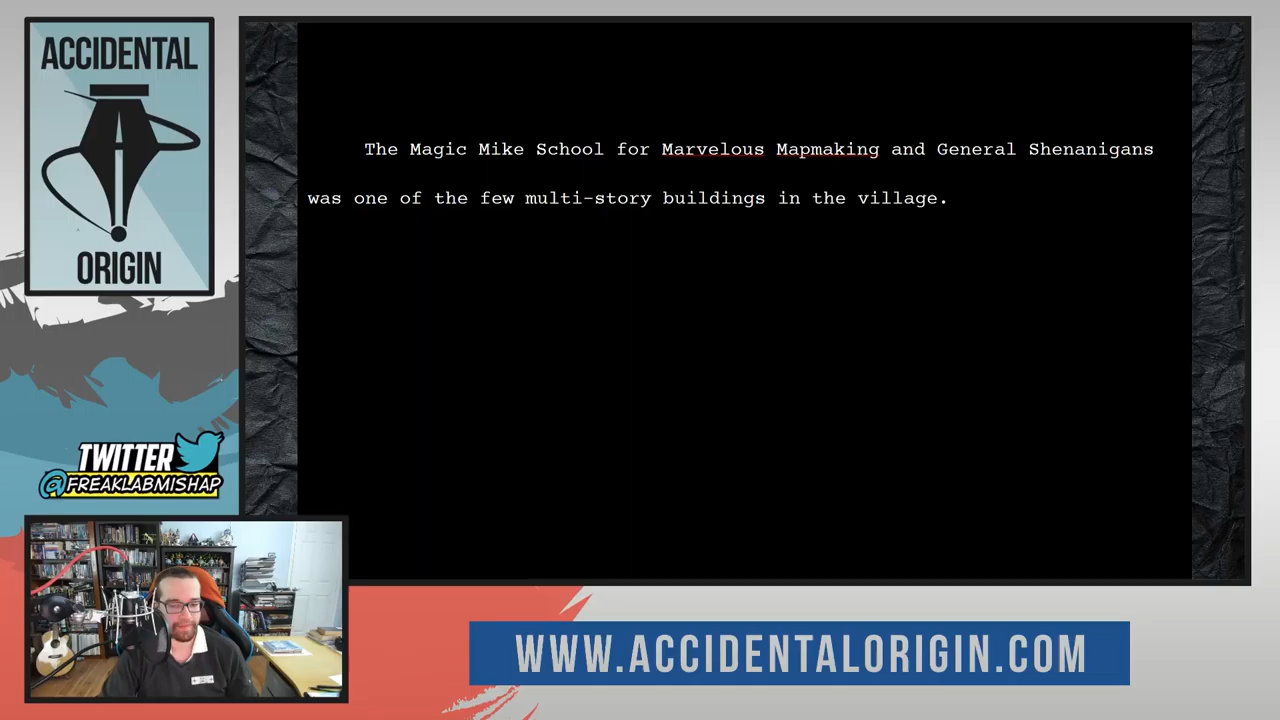 ACCIDENTAL
ORIGIN
The Magic Mike School for Marvelous Mapmaking and General Shenanigans
was one of the few multi-story buildings in the village.
TWITTER
@FREAKLABMISHAP
WWW.ACCIDENTALORIGIN.COM